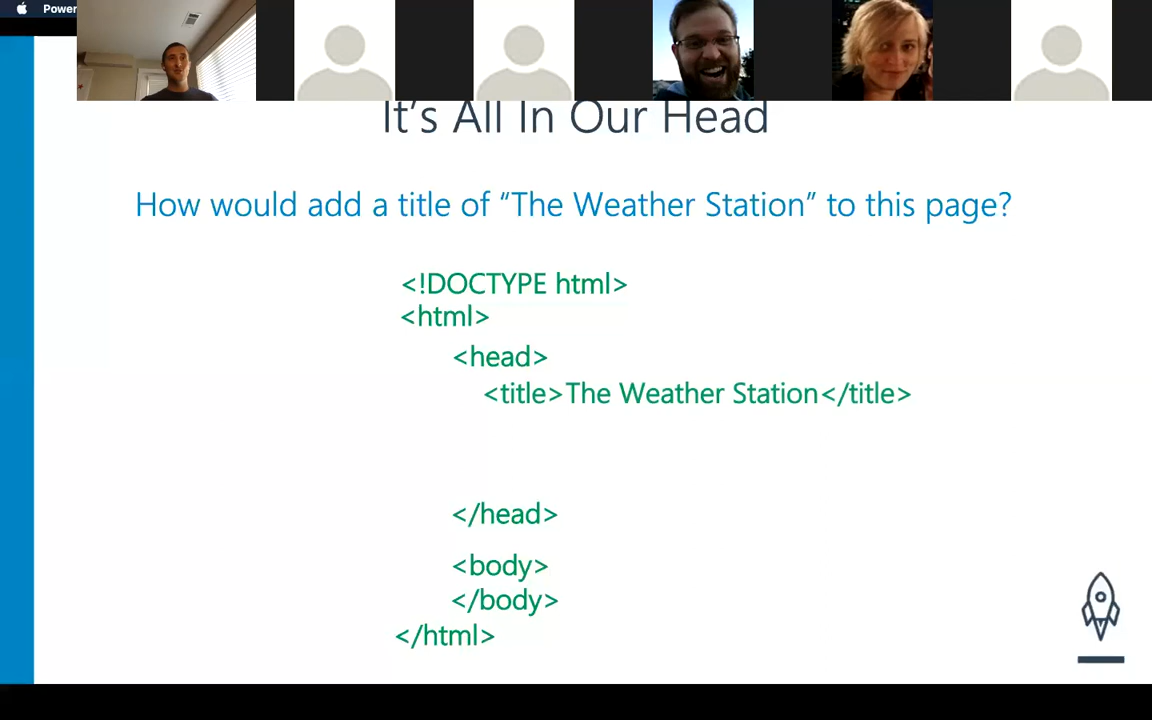 Power
It's All In Our Head
How would add a title of “The Weather Station” to this page?
<!DOCTYPE html>
<html>
<head>
<title>The Weather Station</title>
</head>
<body>
</body>
</html>